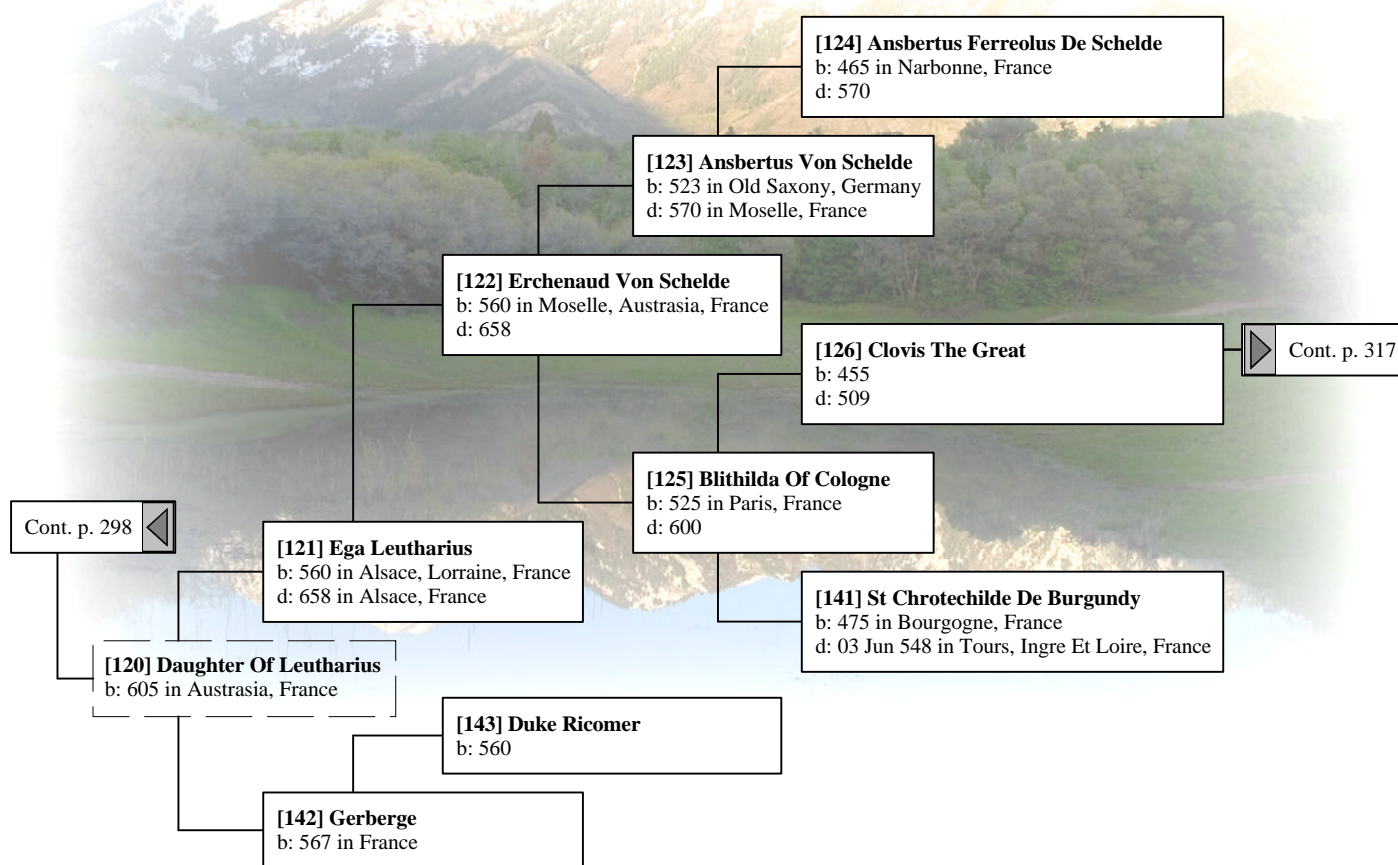 [124] Ansbertus Ferreolus De Schelde
b: 465 in Narbonne, France
d: 570
[123] Ansbertus Von Schelde
b: 523 in Old Saxony, Germany
d: 570 in Moselle, France
[122] Erchenaud Von Schelde
b: 560 in Moselle, Austrasia, France
d: 658
[126] Clovis The Great
b: 455
d: 509
Cont. p. 317
[125] Blithilda Of Cologne
b: 525 in Paris, France
d: 600
Cont. p. 298
[121] Ega Leutharius
b: 560 in Alsace, Lorraine, France
d: 658 in Alsace, France
[141] St Chrotechilde De Burgundy
b: 475 in Bourgogne, France
d: 03 Jun 548 in Tours, Ingre Et Loire, France
[120] Daughter Of Leutharius
b: 605 in Austrasia, France
[143] Duke Ricomer
b: 560
[142] Gerberge
b: 567 in France